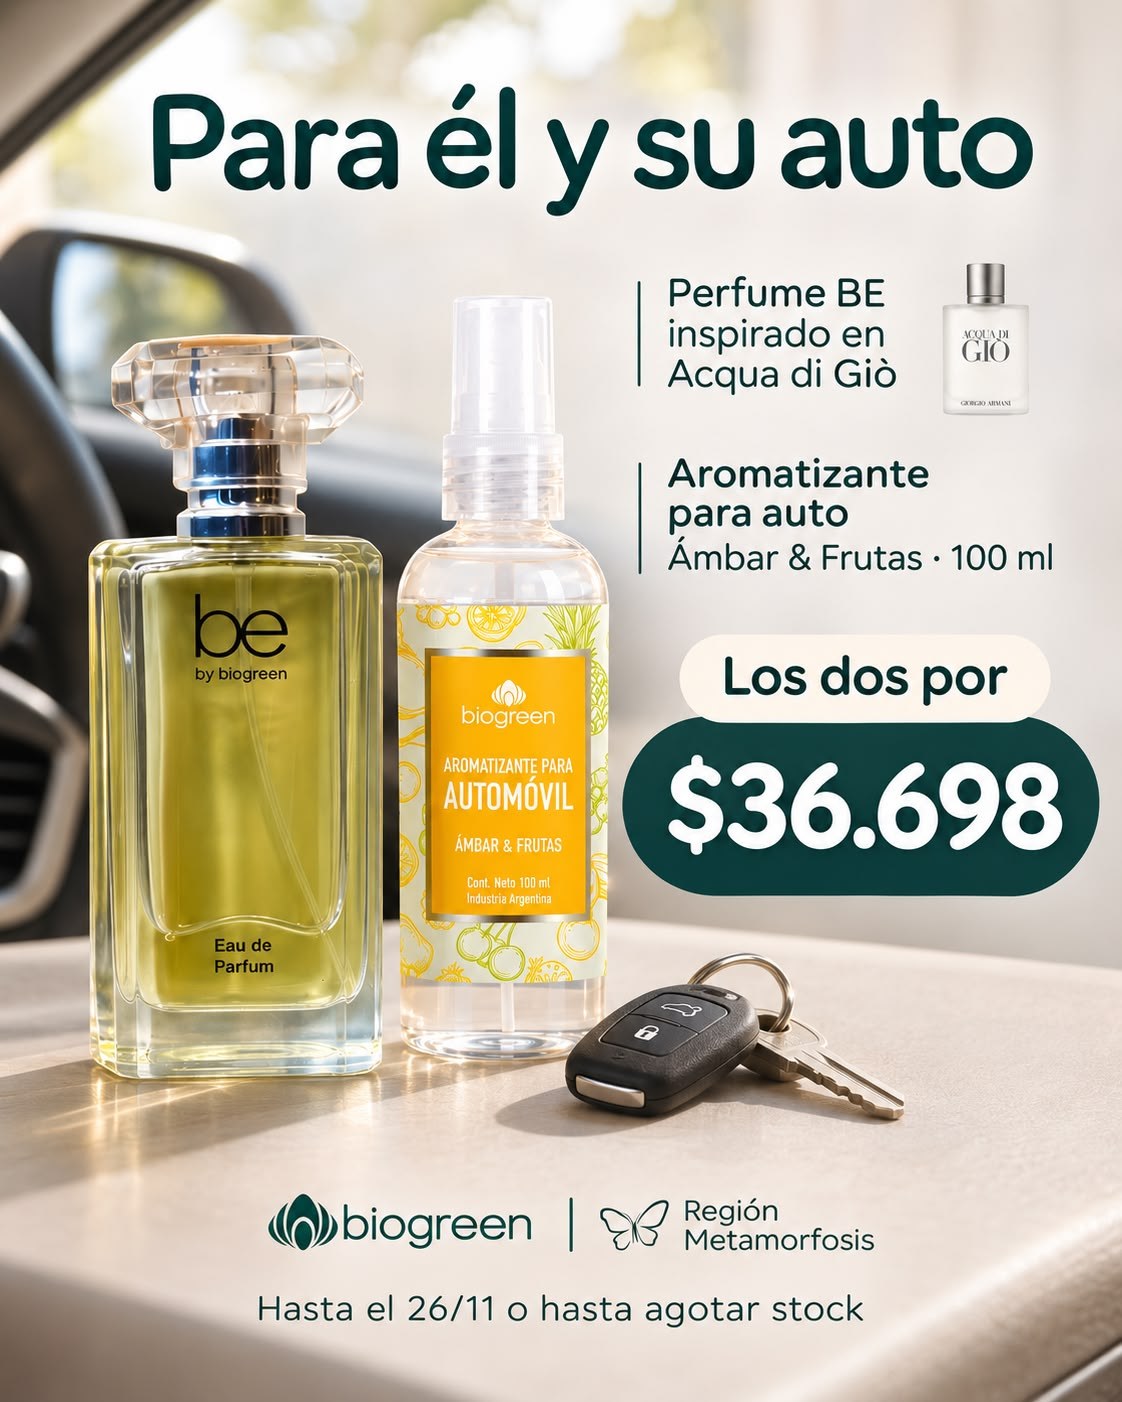 Para él y su auto
Perfume BE
inspirado en
Acqua di Giò
ACQUA DI
GIÒ
GIORGIO ARMANI
Aromatizante
para auto
Ámbar & Frutas · 100 ml
Los dos por
$36.698
be
by biogreen
Eau de
Parfum
biogreen
AROMATIZANTE PARA
AUTOMÓVIL
ÁMBAR & FRUTAS
Cont. Neto 100 ml
Industria Argentina
biogreen
Región
Metamorfosis
Hasta el 26/11 o hasta agotar stock